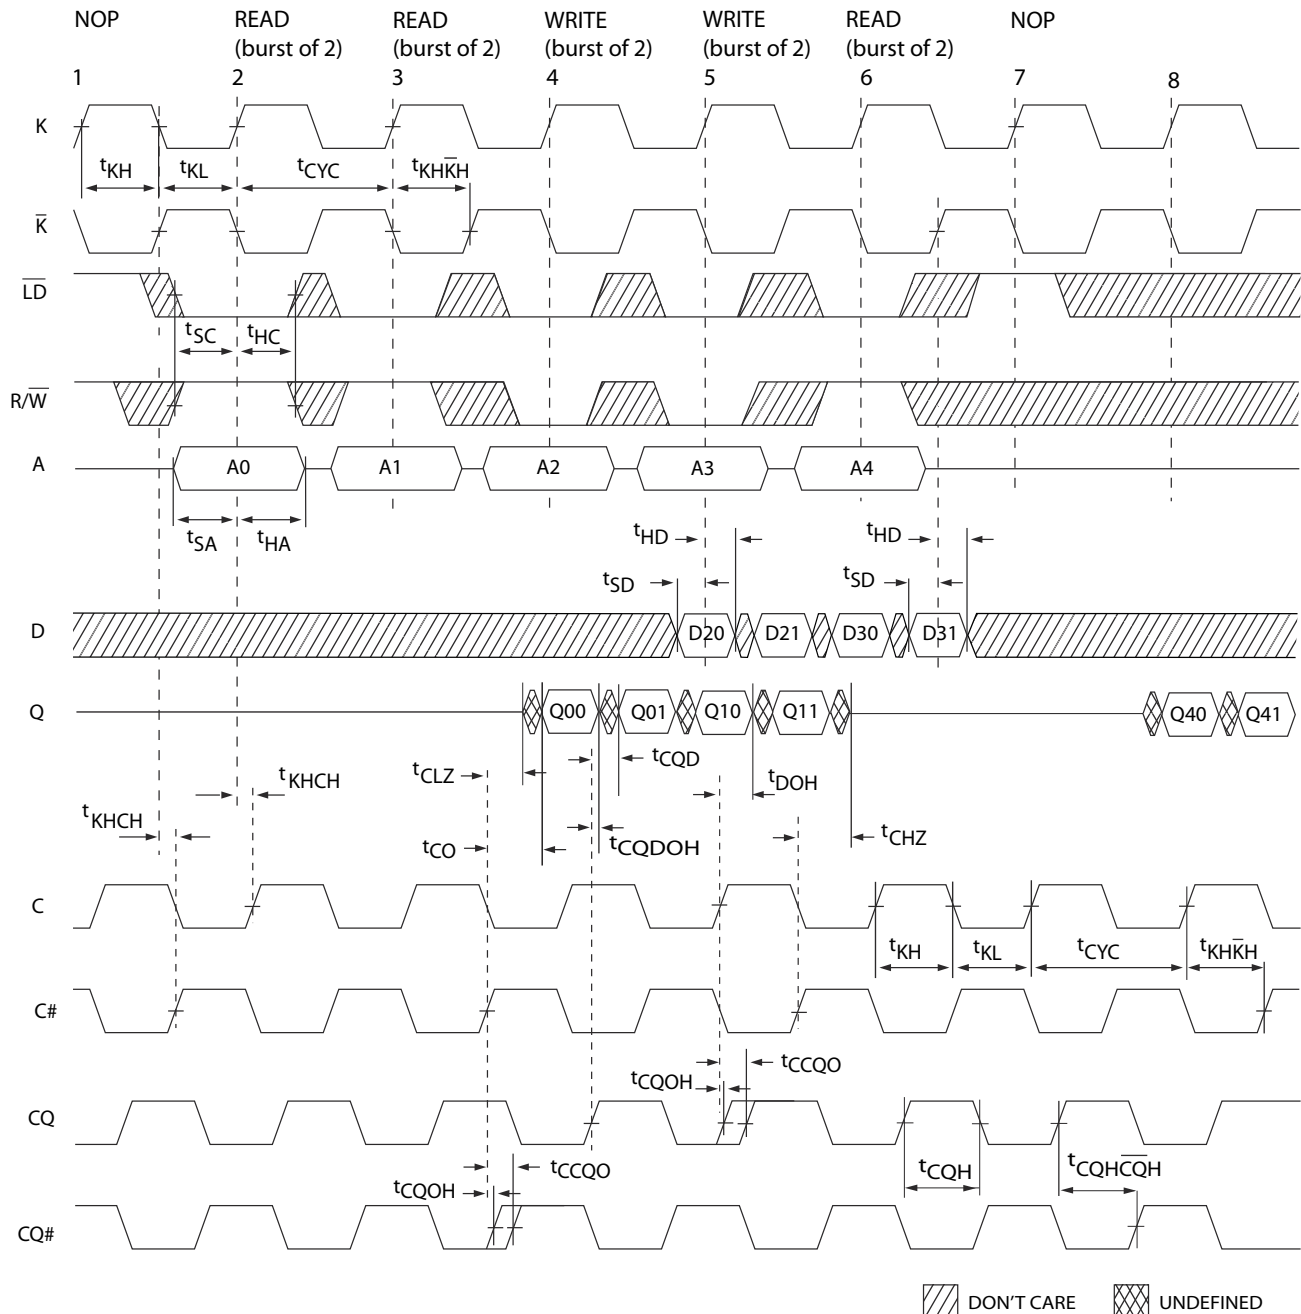 NOP READ READ WRITE WRITE READ NOP
(burst of 2) (burst of 2) (burst of 2) (burst of 2) (burst of 2)
1 2 3 4 5 6 7 8
K
tKH tKL tCYC tKHK̅H
K̅
L̅D̅
tSC tHC
R/W̅
A A0 A1 A2 A3 A4
tSA tHA tHD tHD
tSD tSD
D D20 D21 D30 D31
Q Q00 Q01 Q10 Q11 Q40 Q41
tCQD
tKHCH tCLZ tDOH
tKHCH tCO tCQDOH tCHZ
C
tKH tKL tCYC tKHK̅H
C#
tCCQO
tCQOH
CQ
tCCQO tCQH tCQHC̅Q̅H
tCQOH
CQ#
DON'T CARE UNDEFINED